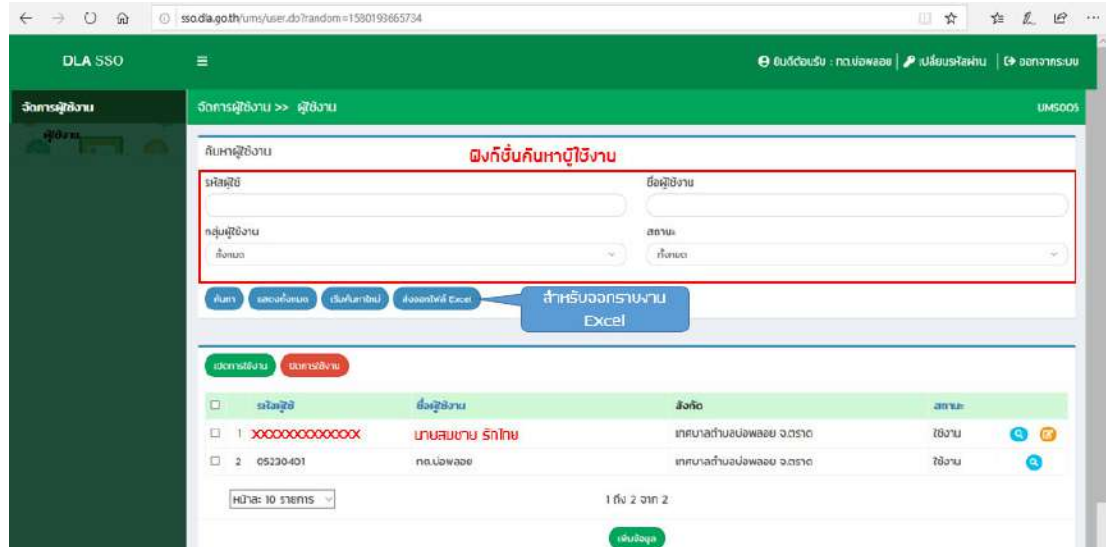 sso.dla.go.th/ums/user.do?random=1580193665734
DLA SSO
ยินดีต้อนรับ : ทต.บ่อพลอย | เปลี่ยนรหัสผ่าน | ออกจากระบบ
จัดการผู้ใช้งาน
จัดการผู้ใช้งาน >> ผู้ใช้งาน
UMS005
ผู้ใช้งาน
ค้นหาผู้ใช้งาน
ฟังก์ชั่นค้นหาผู้ใช้งาน
รหัสผู้ใช้
ชื่อผู้ใช้งาน
กลุ่มผู้ใช้งาน
สถานะ
ทั้งหมด
ทั้งหมด
ค้นหา
แสดงทั้งหมด
เริ่มค้นหาใหม่
ส่งออกไฟล์ Excel
สำหรับออกรายงาน
Excel
เปิดการใช้งาน
ปิดการใช้งาน
รหัสผู้ใช้
ชื่อผู้ใช้งาน
สังกัด
สถานะ
1 XXXXXXXXXXXXX นายสมชาย รักไทย เทศบาลตำบลบ่อพลอย จ.ตราด ใช้งาน
2 05230401 ทต.บ่อพลอย เทศบาลตำบลบ่อพลอย จ.ตราด ใช้งาน
หน้าละ 10 รายการ
1 ถึง 2 จาก 2
เพิ่มข้อมูล